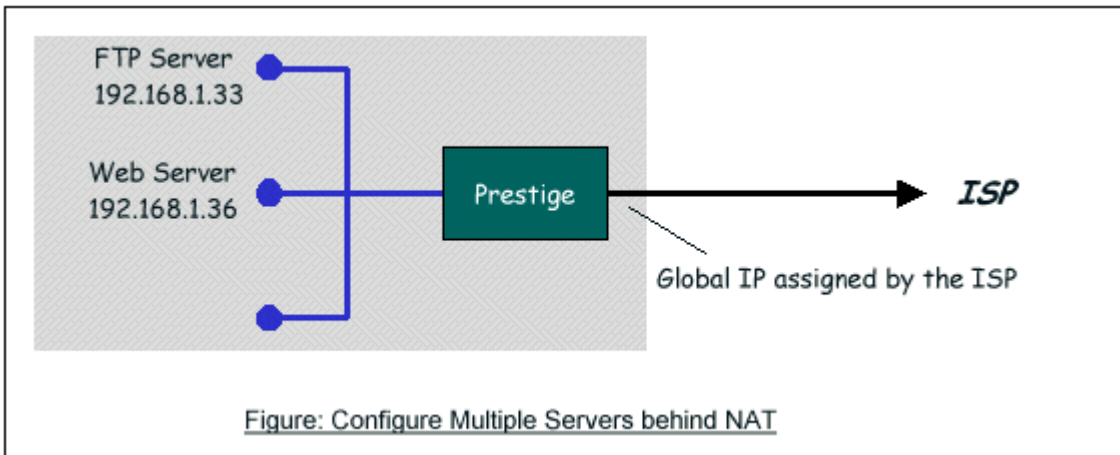 FTP Server
192.168.1.33
Web Server
192.168.1.36
Prestige
ISP
Global IP assigned by the ISP
Figure: Configure Multiple Servers behind NAT